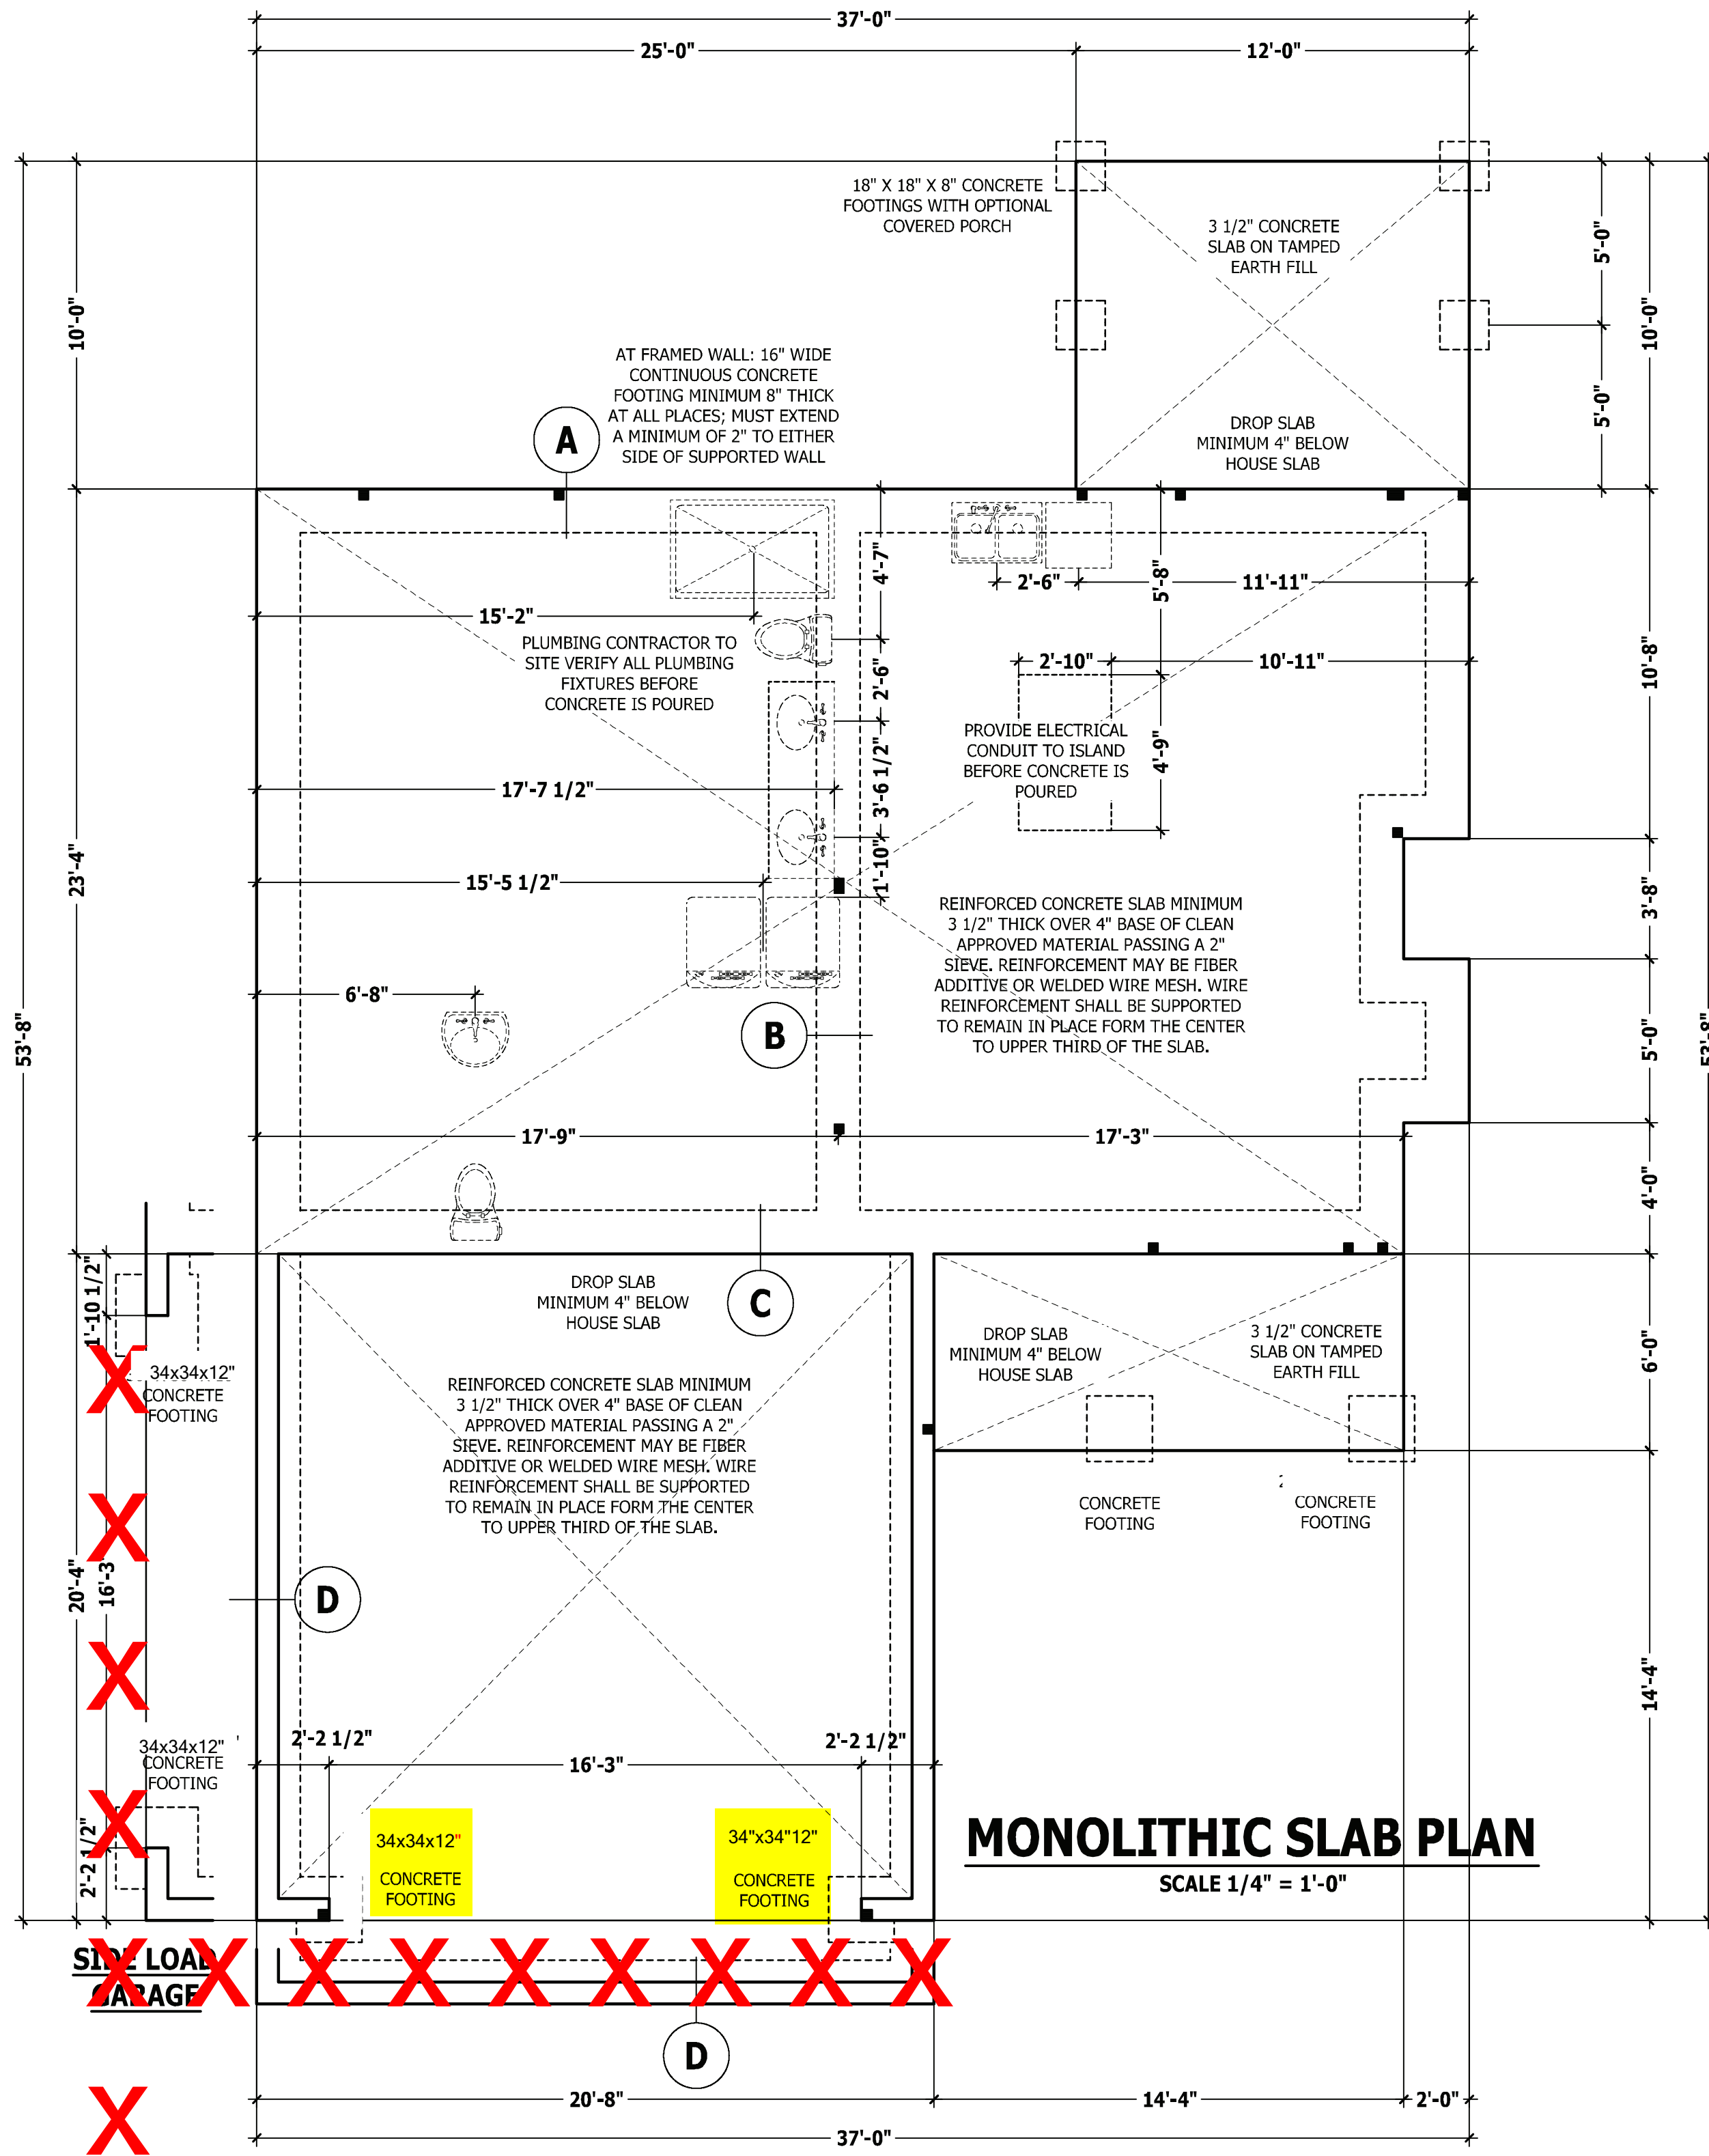 37'-0"
25'-0"
12'-0"
18" X 18" X 8" CONCRETE
FOOTINGS WITH OPTIONAL
COVERED PORCH
3 1/2" CONCRETE
SLAB ON TAMPED
EARTH FILL
5'-0"
10'-0"
10'-0"
AT FRAMED WALL: 16" WIDE
CONTINUOUS CONCRETE
FOOTING MINIMUM 8" THICK
AT ALL PLACES; MUST EXTEND
A MINIMUM OF 2" TO EITHER
SIDE OF SUPPORTED WALL
A
DROP SLAB
MINIMUM 4" BELOW
HOUSE SLAB
5'-0"
4'-7"
2'-6"
5'-8"
11'-11"
15'-2"
PLUMBING CONTRACTOR TO
SITE VERIFY ALL PLUMBING
FIXTURES BEFORE
CONCRETE IS POURED
2'-6"
2'-10"
10'-11"
10'-8"
PROVIDE ELECTRICAL
CONDUIT TO ISLAND
BEFORE CONCRETE IS
POURED
4'-9"
17'-7 1/2"
3'-6 1/2"
23'-4"
15'-5 1/2"
1'-10"
3'-8"
REINFORCED CONCRETE SLAB MINIMUM
3 1/2" THICK OVER 4" BASE OF CLEAN
APPROVED MATERIAL PASSING A 2"
SIEVE. REINFORCEMENT MAY BE FIBER
ADDITIVE OR WELDED WIRE MESH. WIRE
REINFORCEMENT SHALL BE SUPPORTED
TO REMAIN IN PLACE FORM THE CENTER
TO UPPER THIRD OF THE SLAB.
6'-8"
B
53'-8"
5'-0"
53'-8"
17'-9"
17'-3"
4'-0"
1'-10 1/2"
DROP SLAB
MINIMUM 4" BELOW
HOUSE SLAB
C
DROP SLAB
MINIMUM 4" BELOW
HOUSE SLAB
3 1/2" CONCRETE
SLAB ON TAMPED
EARTH FILL
6'-0"
X
34x34x12"
CONCRETE
FOOTING
REINFORCED CONCRETE SLAB MINIMUM
3 1/2" THICK OVER 4" BASE OF CLEAN
APPROVED MATERIAL PASSING A 2"
SIEVE. REINFORCEMENT MAY BE FIBER
ADDITIVE OR WELDED WIRE MESH. WIRE
REINFORCEMENT SHALL BE SUPPORTED
TO REMAIN IN PLACE FORM THE CENTER
TO UPPER THIRD OF THE SLAB.
CONCRETE
FOOTING
CONCRETE
FOOTING
X
20'-4"
16'-3
D
X
14'-4"
34x34x12"
CONCRETE
FOOTING
2'-2 1/2"
2'-2 1/2"
16'-3"
X
2'-2 1/2"
34x34x12"
CONCRETE
FOOTING
34"x34"12"
CONCRETE
FOOTING
MONOLITHIC SLAB PLAN
SCALE 1/4" = 1'-0"
SIDE LOAD
GARAGE
X X X X X X X X X
D
X
20'-8"
14'-4"
2'-0"
37'-0"